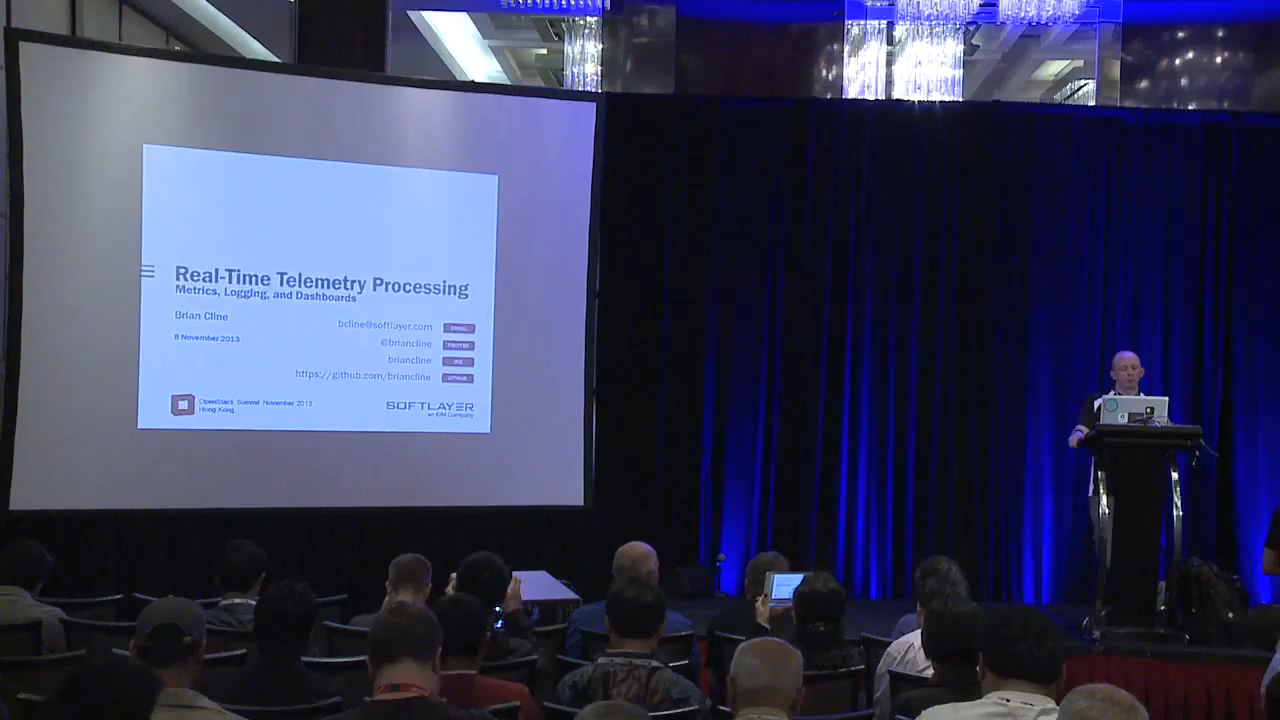 Real-Time Telemetry Processing
Metrics, Logging, and Dashboards
Brian Cline
8 November 2013
bcline@softlayer.com EMAIL
@briancline TWITTER
briancline IRC
https://github.com/briancline GITHUB
OpenStack Summit November 2013
Hong Kong
SOFTLAYER
an IBM Company